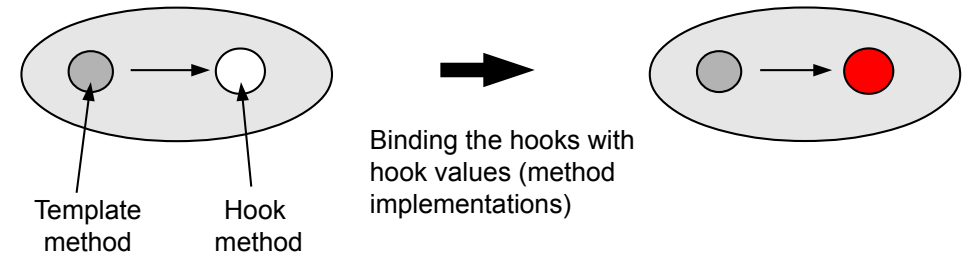 Binding the hooks with
hook values (method
implementations)
Template
method
Hook
method